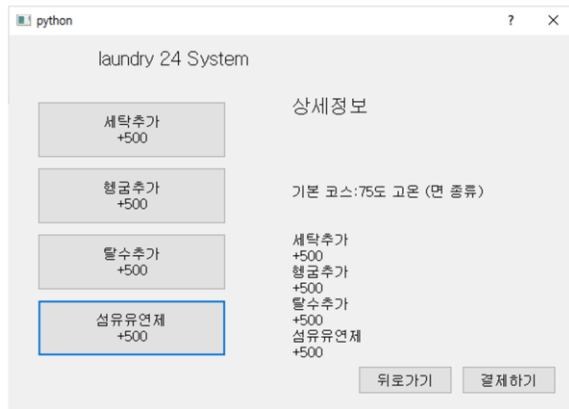 python
?
laundry 24 System
세탁추가
+500
헹굼추가
+500
탈수추가
+500
섬유유연제
+500
상세정보
기본 코스:75도 고온 (면 종류)
세탁추가
+500
헹굼추가
+500
탈수추가
+500
섬유유연제
+500
뒤로가기
결제하기